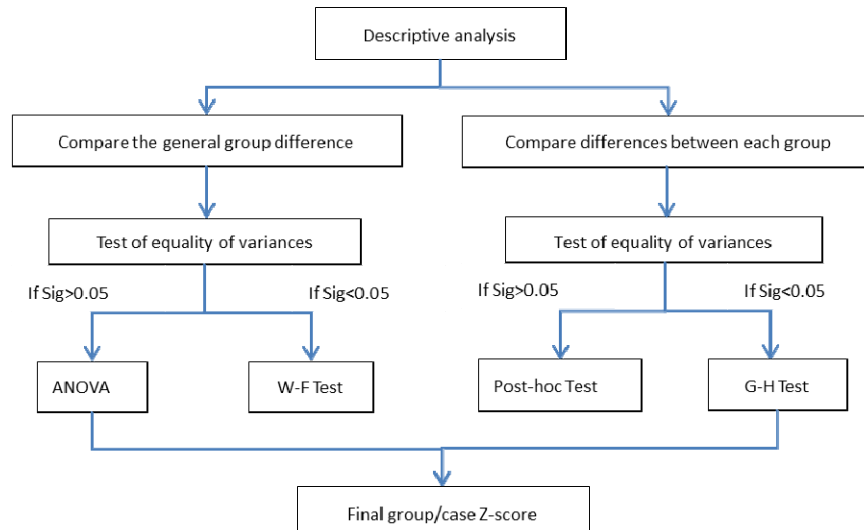 Descriptive analysis
Compare the general group difference
Compare differences between each group
Test of equality of variances
Test of equality of variances
If Sig>0.05
If Sig<0.05
If Sig>0.05
If Sig<0.05
ANOVA
W-F Test
Post-hoc Test
G-H Test
Final group/case Z-score